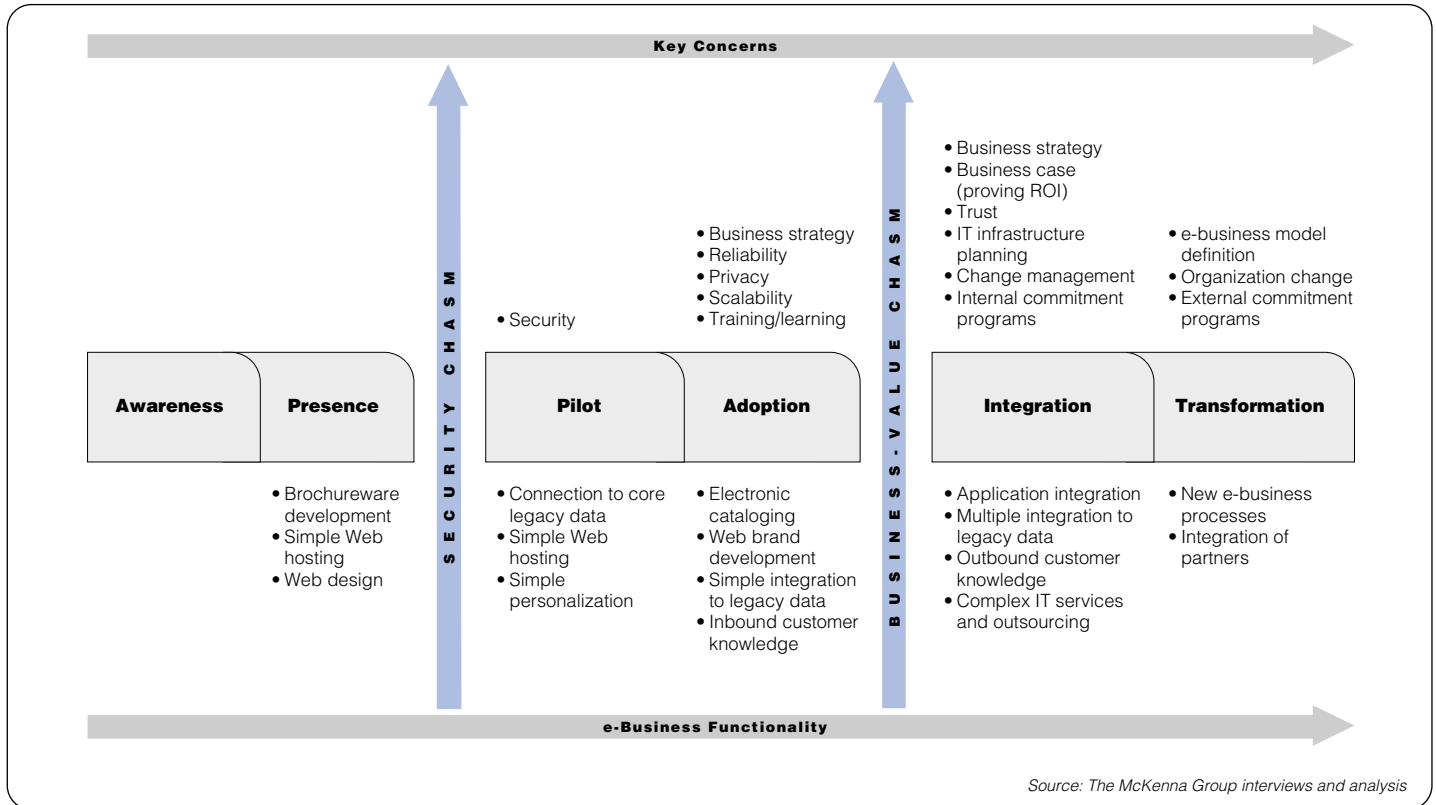 Key Concerns
SECURITY CHASM
BUSINESS-VALUE CHASM
• Security
• Business strategy
• Reliability
• Privacy
• Scalability
• Training/learning
• Business strategy
• Business case
(proving ROI)
• Trust
• IT infrastructure
planning
• Change management
• Internal commitment
programs
• e-business model
definition
• Organization change
• External commitment
programs
Awareness
Presence
Pilot
Adoption
Integration
Transformation
• Brochureware
development
• Simple Web
hosting
• Web design
• Connection to core
legacy data
• Simple Web
hosting
• Simple
personalization
• Electronic
cataloging
• Web brand
development
• Simple integration
to legacy data
• Inbound customer
knowledge
• Application integration
• Multiple integration to
legacy data
• Outbound customer
knowledge
• Complex IT services
and outsourcing
• New e-business
processes
• Integration of
partners
e-Business Functionality
Source: The McKenna Group interviews and analysis